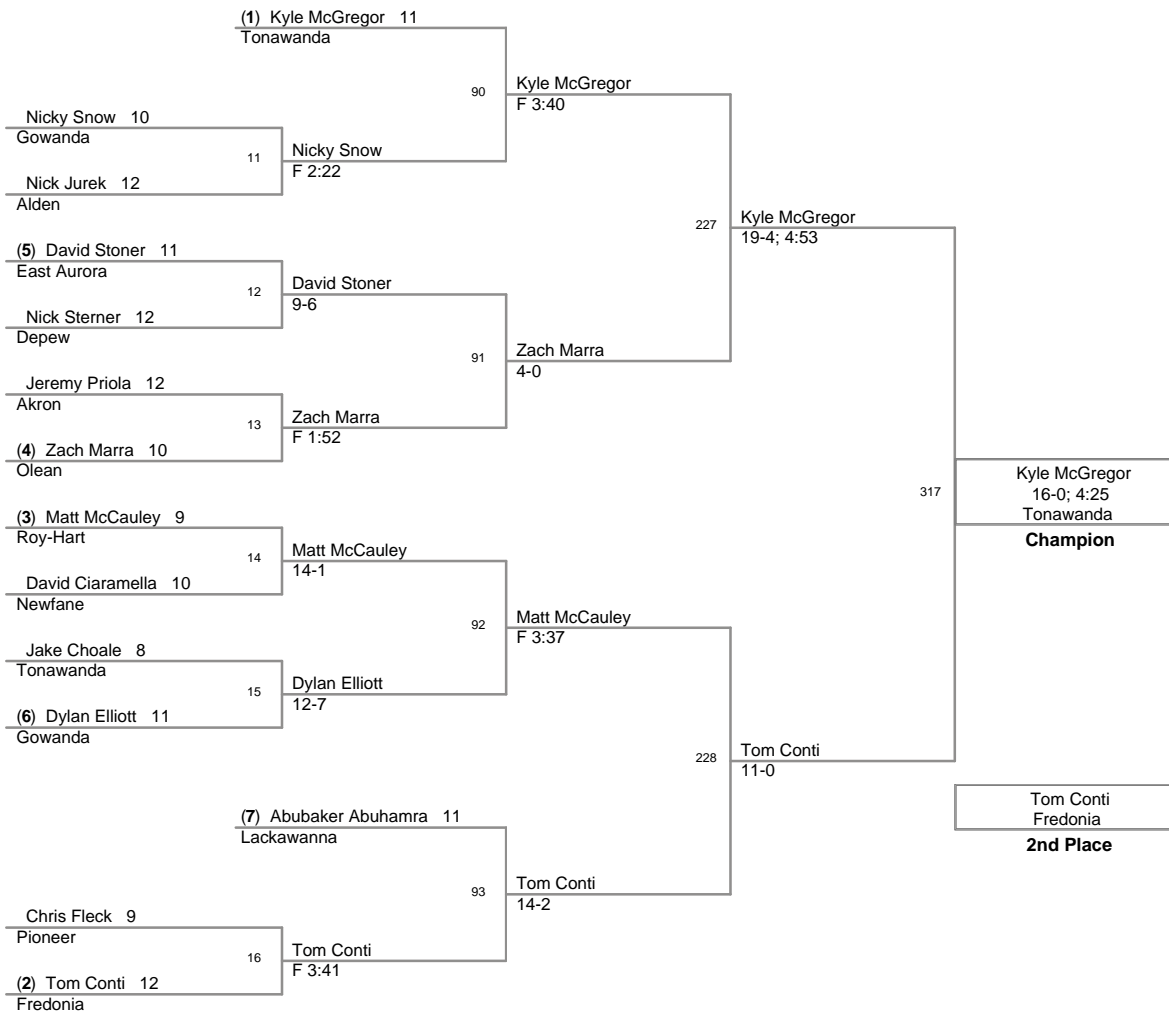 (1) Kyle McGregor 11
Tonawanda
90
Kyle McGregor
F 3:40
Nicky Snow 10
Gowanda
11
Nicky Snow
F 2:22
Nick Jurek 12
Alden
227
Kyle McGregor
19-4; 4:53
(5) David Stoner 11
East Aurora
12
David Stoner
9-6
Nick Sterner 12
Depew
91
Zach Marra
4-0
Jeremy Priola 12
Akron
13
Zach Marra
F 1:52
(4) Zach Marra 10
Olean
317
Kyle McGregor
16-0; 4:25
Tonawanda
Champion
(3) Matt McCauley 9
Roy-Hart
14
Matt McCauley
14-1
David Ciaramella 10
Newfane
92
Matt McCauley
F 3:37
Jake Choale 8
Tonawanda
15
Dylan Elliott
12-7
(6) Dylan Elliott 11
Gowanda
228
Tom Conti
11-0
Tom Conti
Fredonia
2nd Place
(7) Abubaker Abuhamra 11
Lackawanna
93
Tom Conti
14-2
Chris Fleck 9
Pioneer
16
Tom Conti
F 3:41
(2) Tom Conti 12
Fredonia